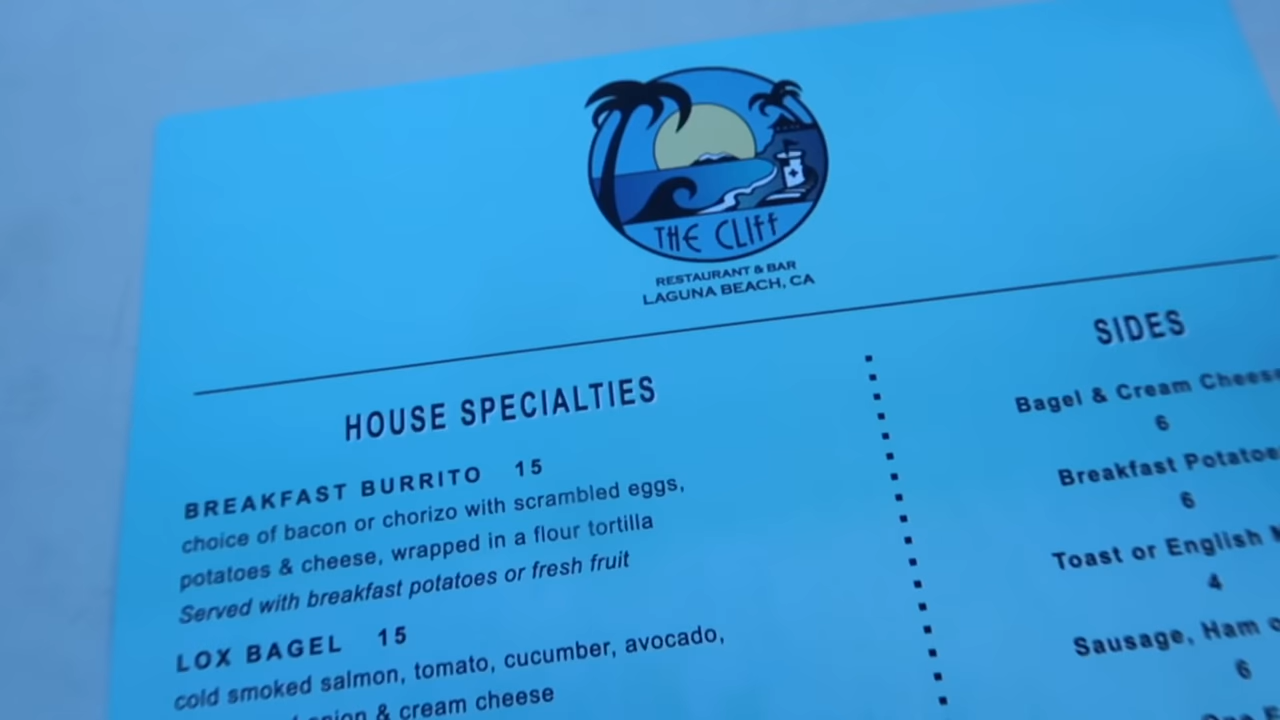 THE CLIFF
RESTAURANT & BAR
LAGUNA BEACH, CA
HOUSE SPECIALTIES
BREAKFAST BURRITO 15
choice of bacon or chorizo with scrambled eggs,
potatoes & cheese, wrapped in a flour tortilla
Served with breakfast potatoes or fresh fruit
LOX BAGEL 15
cold smoked salmon, tomato, cucumber, avocado,
& cream cheese
SIDES
Bagel & Cream Cheese
6
Breakfast
6
Toast or English
4
Sausage, Ham
6